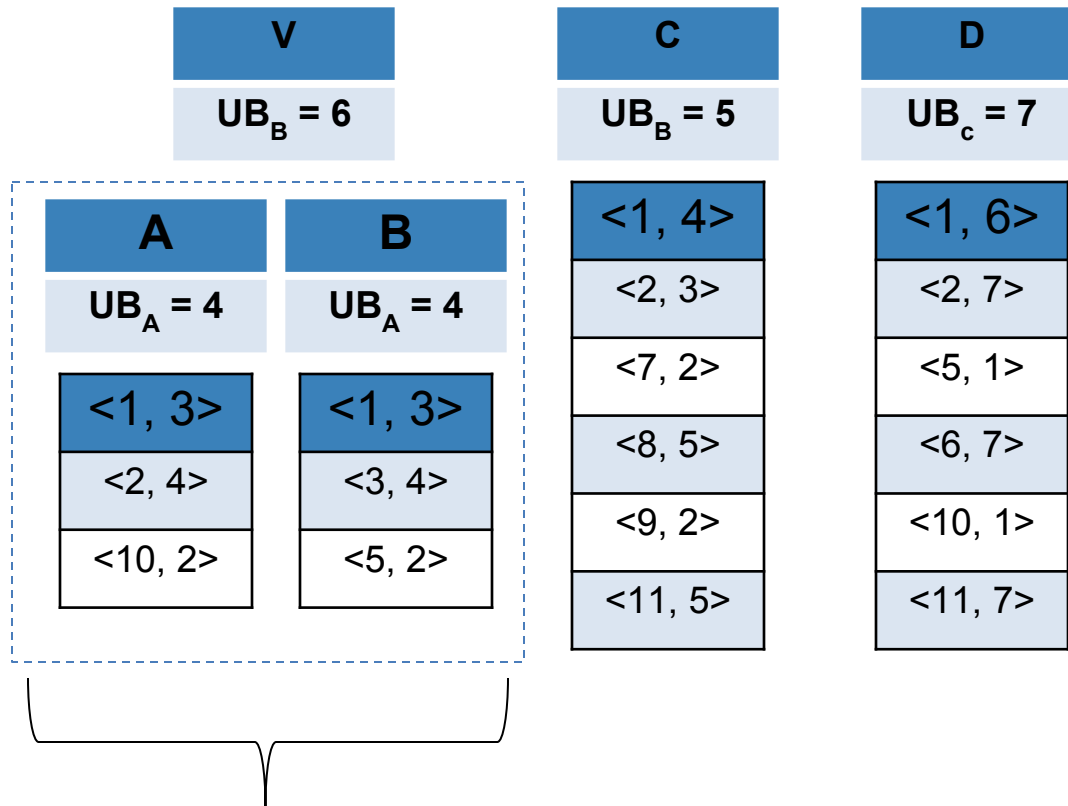 V
UB_B = 6
A
UB_A = 4
<1, 3>
<2, 4>
<10, 2>
B
UB_A = 4
<1, 3>
<3, 4>
<5, 2>
C
UB_B = 5
<1, 4>
<2, 3>
<7, 2>
<8, 5>
<9, 2>
<11, 5>
D
UB_c = 7
<1, 6>
<2, 7>
<5, 1>
<6, 7>
<10, 1>
<11, 7>